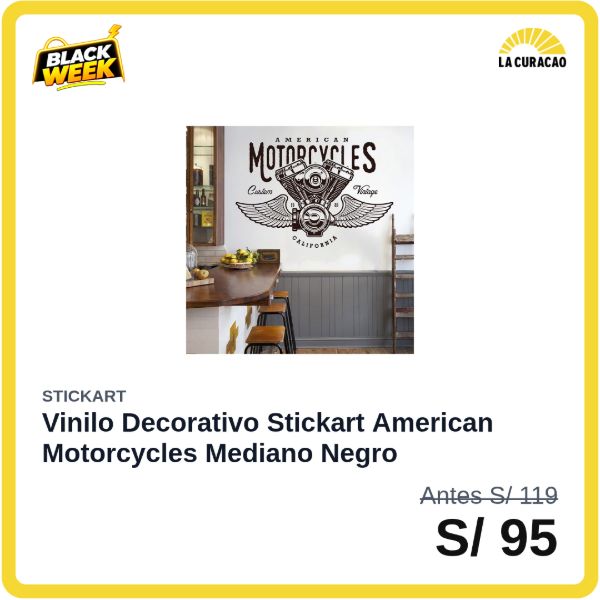 BLACK
WEEK
LA CURACAO
AMERICAN
MOTORCYCLES
Custom Vintage
CALIFORNIA
STICKART
Vinilo Decorativo Stickart American
Motorcycles Mediano Negro
Antes S/ 119
S/ 95